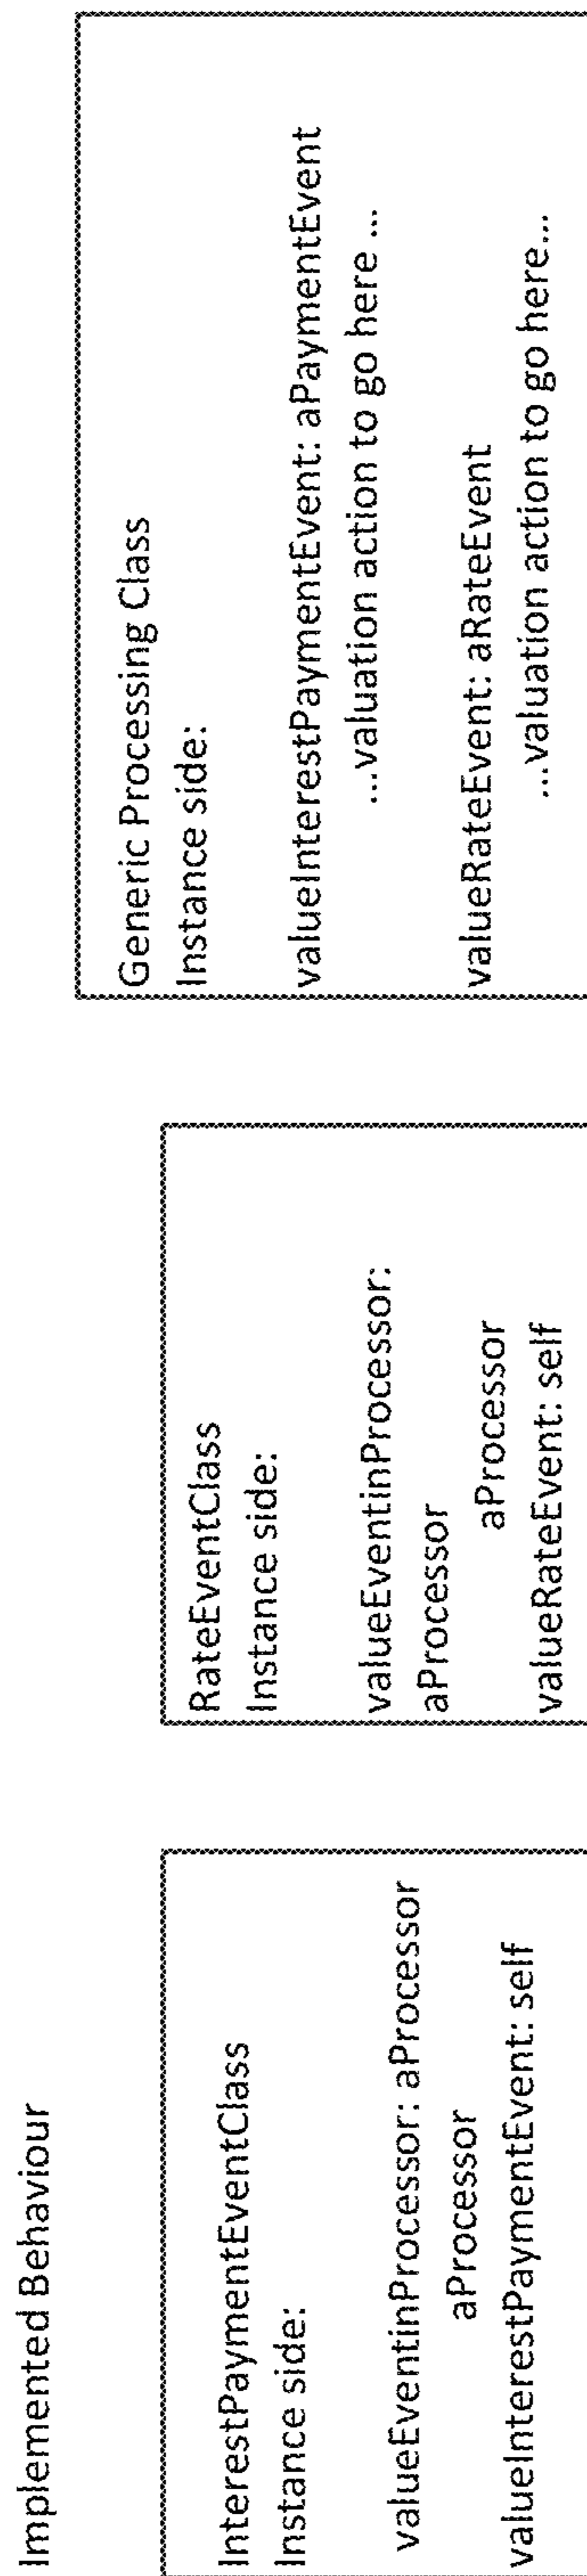 Implemented Behaviour
InterestPaymentEventClass
Instance side:
valueEventinProcessor: aProcessor
aProcessor
valueInterestPaymentEvent: self
RateEventClass
Instance side:
valueEventinProcessor:
aProcessor
aProcessor
valueRateEvent: self
Generic Processing Class
Instance side:
valueInterestPaymentEvent: aPaymentEvent
...valuation action to go here ...
valueRateEvent: aRateEvent
...valuation action to go here...